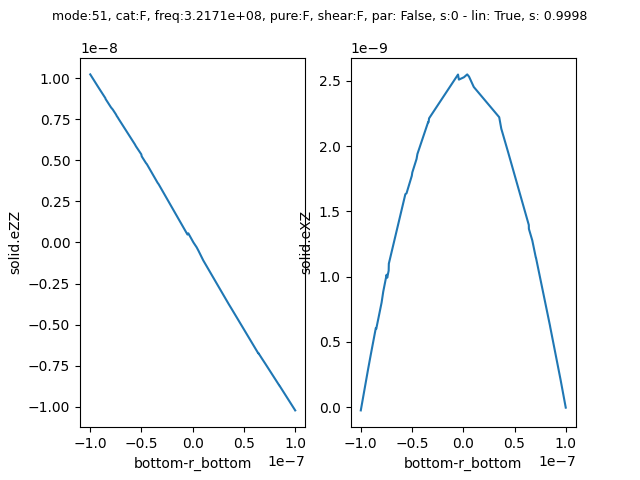 mode:51, cat:F, freq:3.2171e+08, pure:F, shear:F, par: False, s:0 - lin: True, s: 0.9998
1e−8
1.00
0.75
0.50
0.25
0.00
−0.25
−0.50
−0.75
−1.00
solid.eZZ
−1.0
−0.5
0.0
0.5
1.0
bottom-r_bottom
1e−7
1e−9
2.5
2.0
1.5
1.0
0.5
0.0
solid.eXZ
−1.0
−0.5
0.0
0.5
1.0
bottom-r_bottom
1e−7